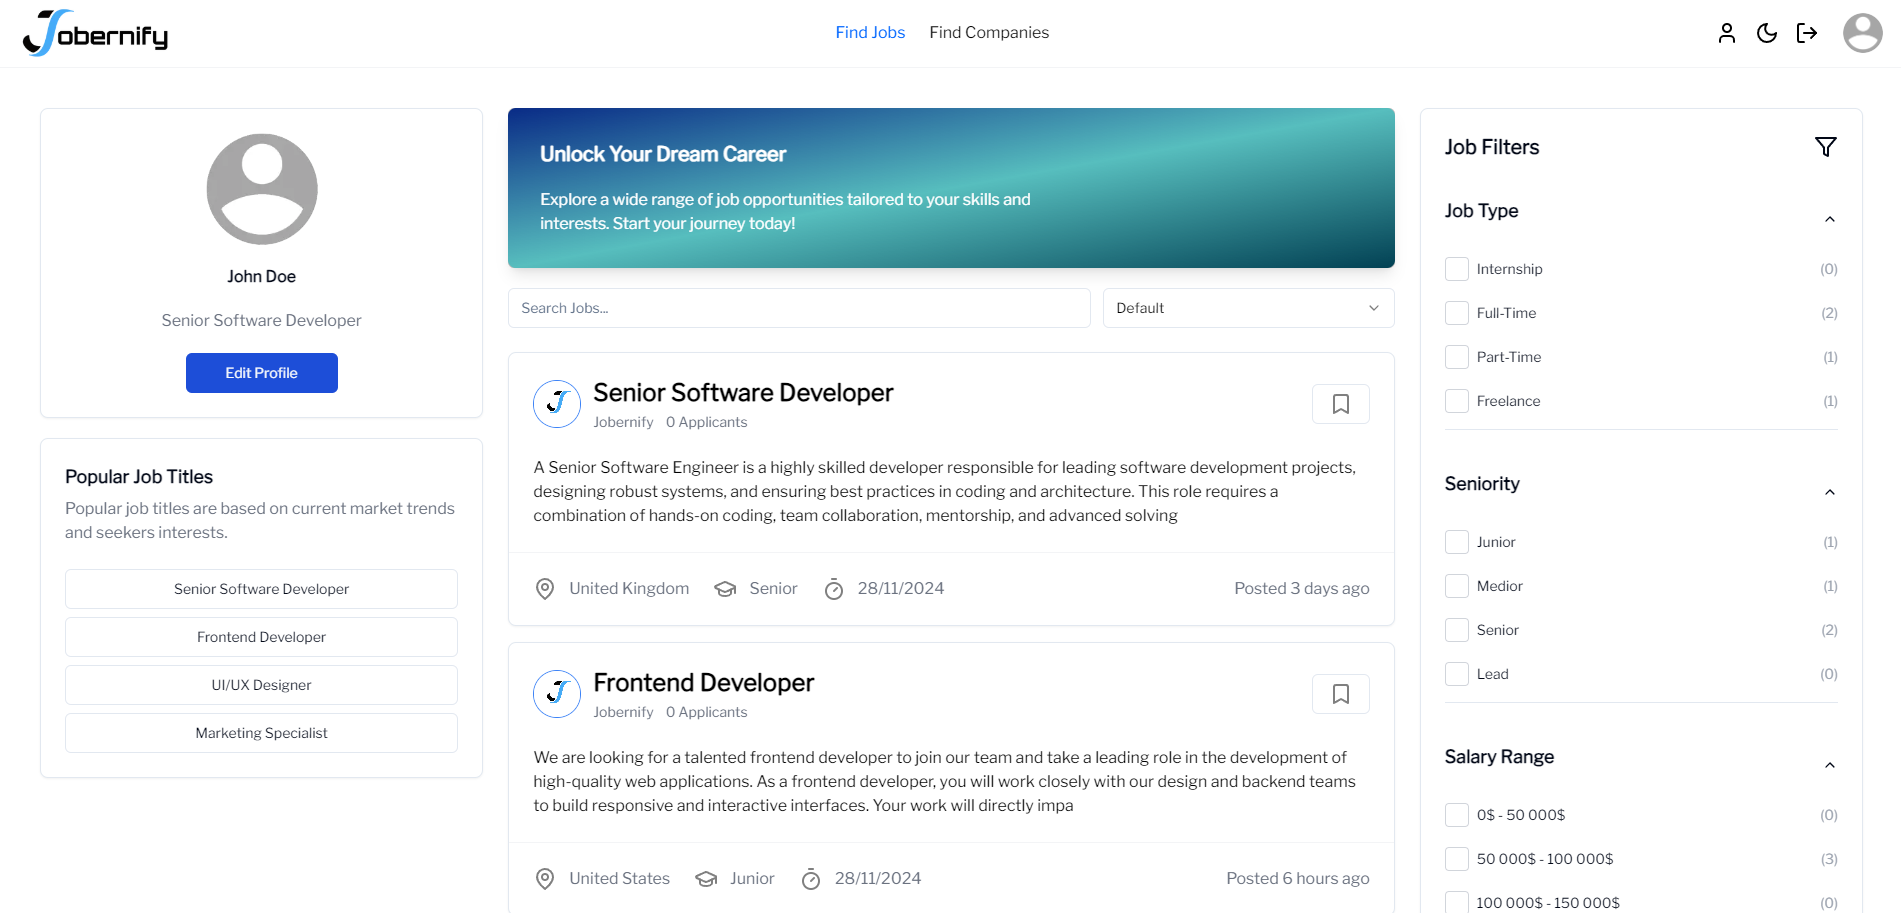 Jobernify
Find Jobs
Find Companies
John Doe
Senior Software Developer
Edit Profile
Popular Job Titles
Popular job titles are based on current market trends
and seekers interests.
Senior Software Developer
Frontend Developer
UI/UX Designer
Marketing Specialist
Unlock Your Dream Career
Explore a wide range of job opportunities tailored to your skills and
interests. Start your journey today!
Search Jobs...
Default
Senior Software Developer
Jobernify 0 Applicants
A Senior Software Engineer is a highly skilled developer responsible for leading software development projects,
designing robust systems, and ensuring best practices in coding and architecture. This role requires a
combination of hands-on coding, team collaboration, mentorship, and advanced solving
United Kingdom Senior 28/11/2024 Posted 3 days ago
Frontend Developer
Jobernify 0 Applicants
We are looking for a talented frontend developer to join our team and take a leading role in the development of
high-quality web applications. As a frontend developer, you will work closely with our design and backend teams
to build responsive and interactive interfaces. Your work will directly impa
United States Junior 28/11/2024 Posted 6 hours ago
Job Filters
Job Type
Internship (0)
Full-Time (2)
Part-Time (1)
Freelance (1)
Seniority
Junior (1)
Medior (1)
Senior (2)
Lead (0)
Salary Range
0$ - 50 000$ (0)
50 000$ - 100 000$ (3)
100 000$ - 150 000$ (0)